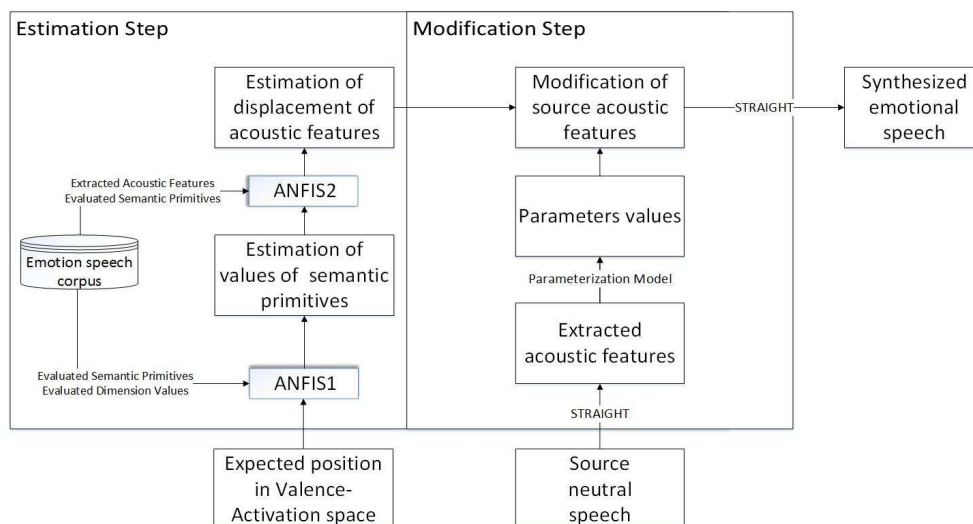 Estimation Step
Modification Step
Estimation of
displacement of
acoustic features
Modification of
source acoustic
features
STRAIGHT
Synthesized
emotional
speech
Extracted Acoustic Features
Evaluated Semantic Primitives
ANFIS2
Parameters values
Emotion speech
corpus
Estimation of
values of semantic
primitives
Parameterization Model
Extracted
acoustic features
Evaluated Semantic Primitives
Evaluated Dimension Values
ANFIS1
STRAIGHT
Expected position
in Valence-
Activation space
Source
neutral
speech